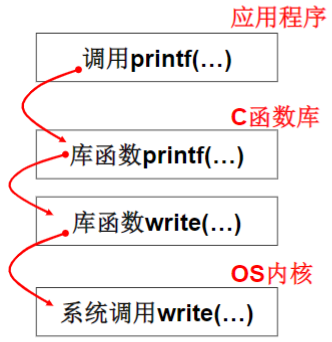 应用程序
调用printf(…)
C函数库
库函数printf(…)
库函数write(…)
OS内核
系统调用write(…)